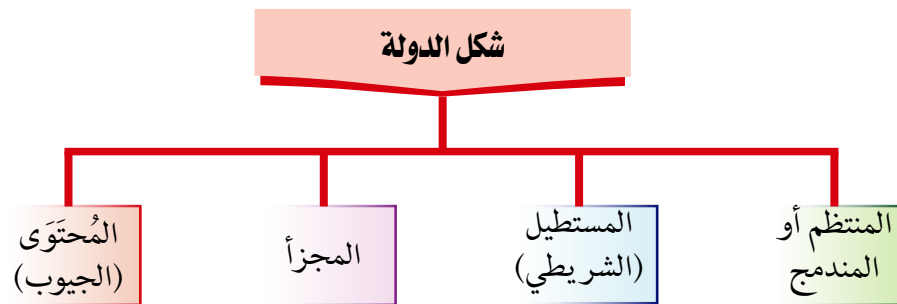 شكل الدولة
المنتظم أو
المندمج
المستطيل
(الشريطي)
المجزأ
المُحتَوَى
(الجيوب)